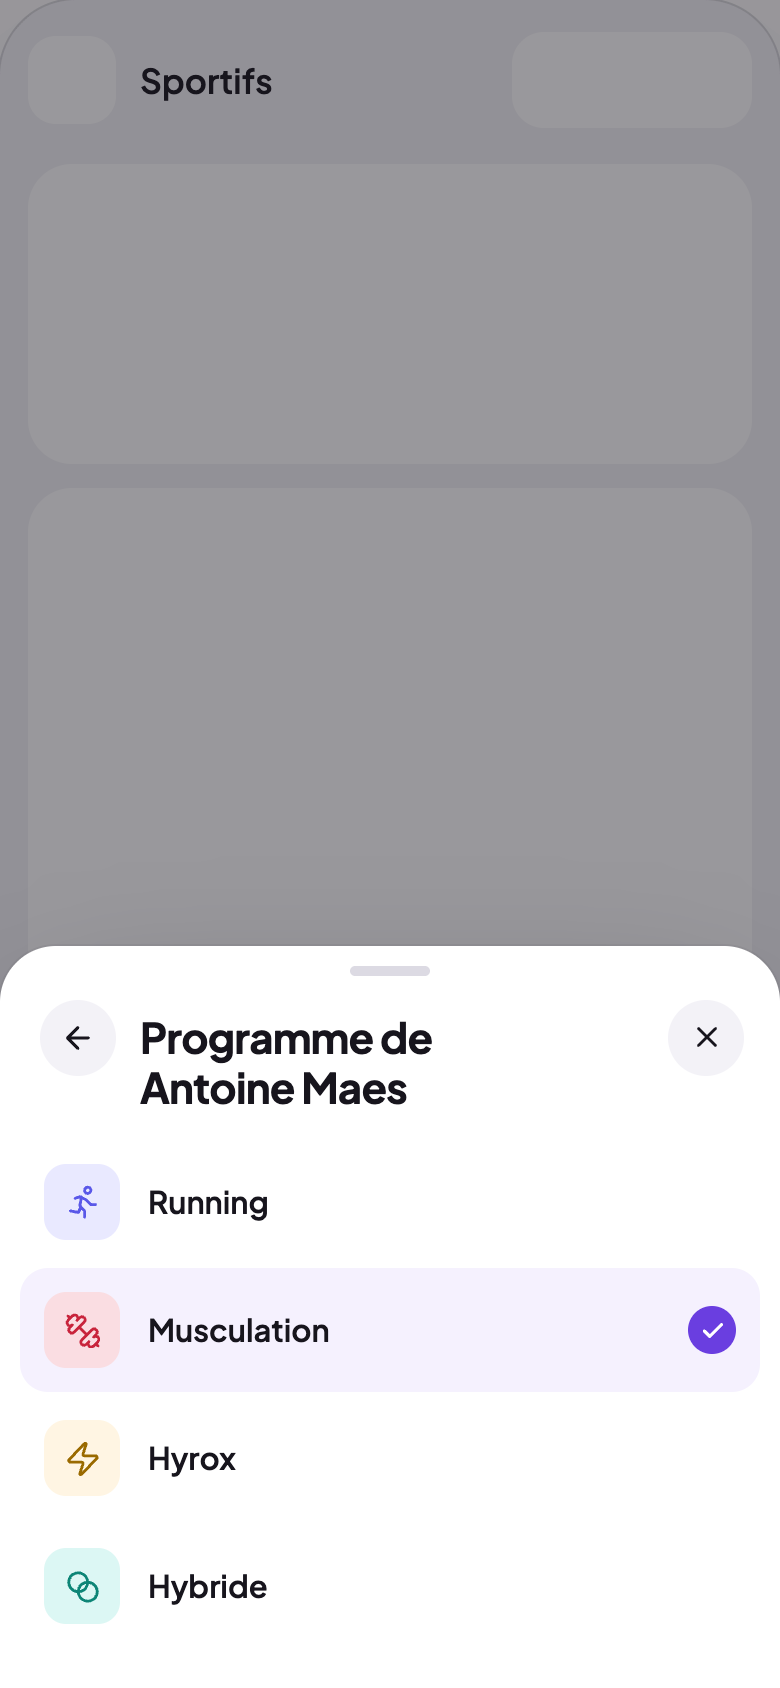 Sportifs
Programme de
Antoine Maes
Running
Musculation
Hyrox
Hybride